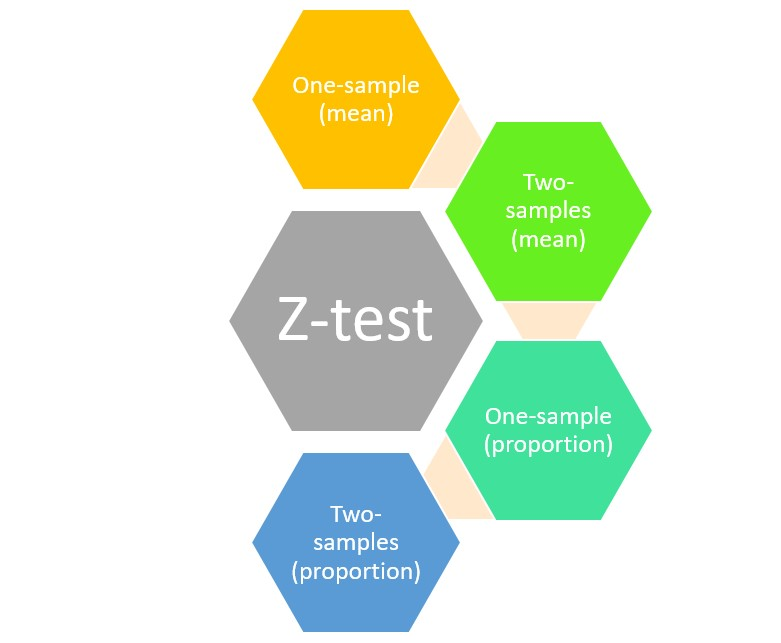 One-sample
(mean)
Two-
samples
(mean)
Z-test
One-sample
(proportion)
Two-
samples
(proportion)